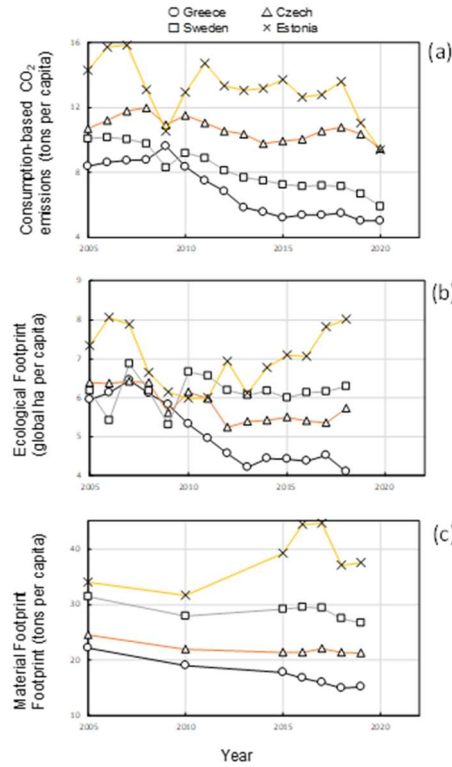 Greece Czech
Sweden Estonia
(a)
Consumption-based CO2
emissions (tons per capita)
16
12
8
4
2005 2010 2015 2020
(b)
Ecological Footprint
(global ha per capita)
9
8
7
6
5
4
2005 2010 2015 2020
(c)
Material Footprint
Footprint (tons per capita)
40
30
20
10
2005 2010 2015 2020
Year